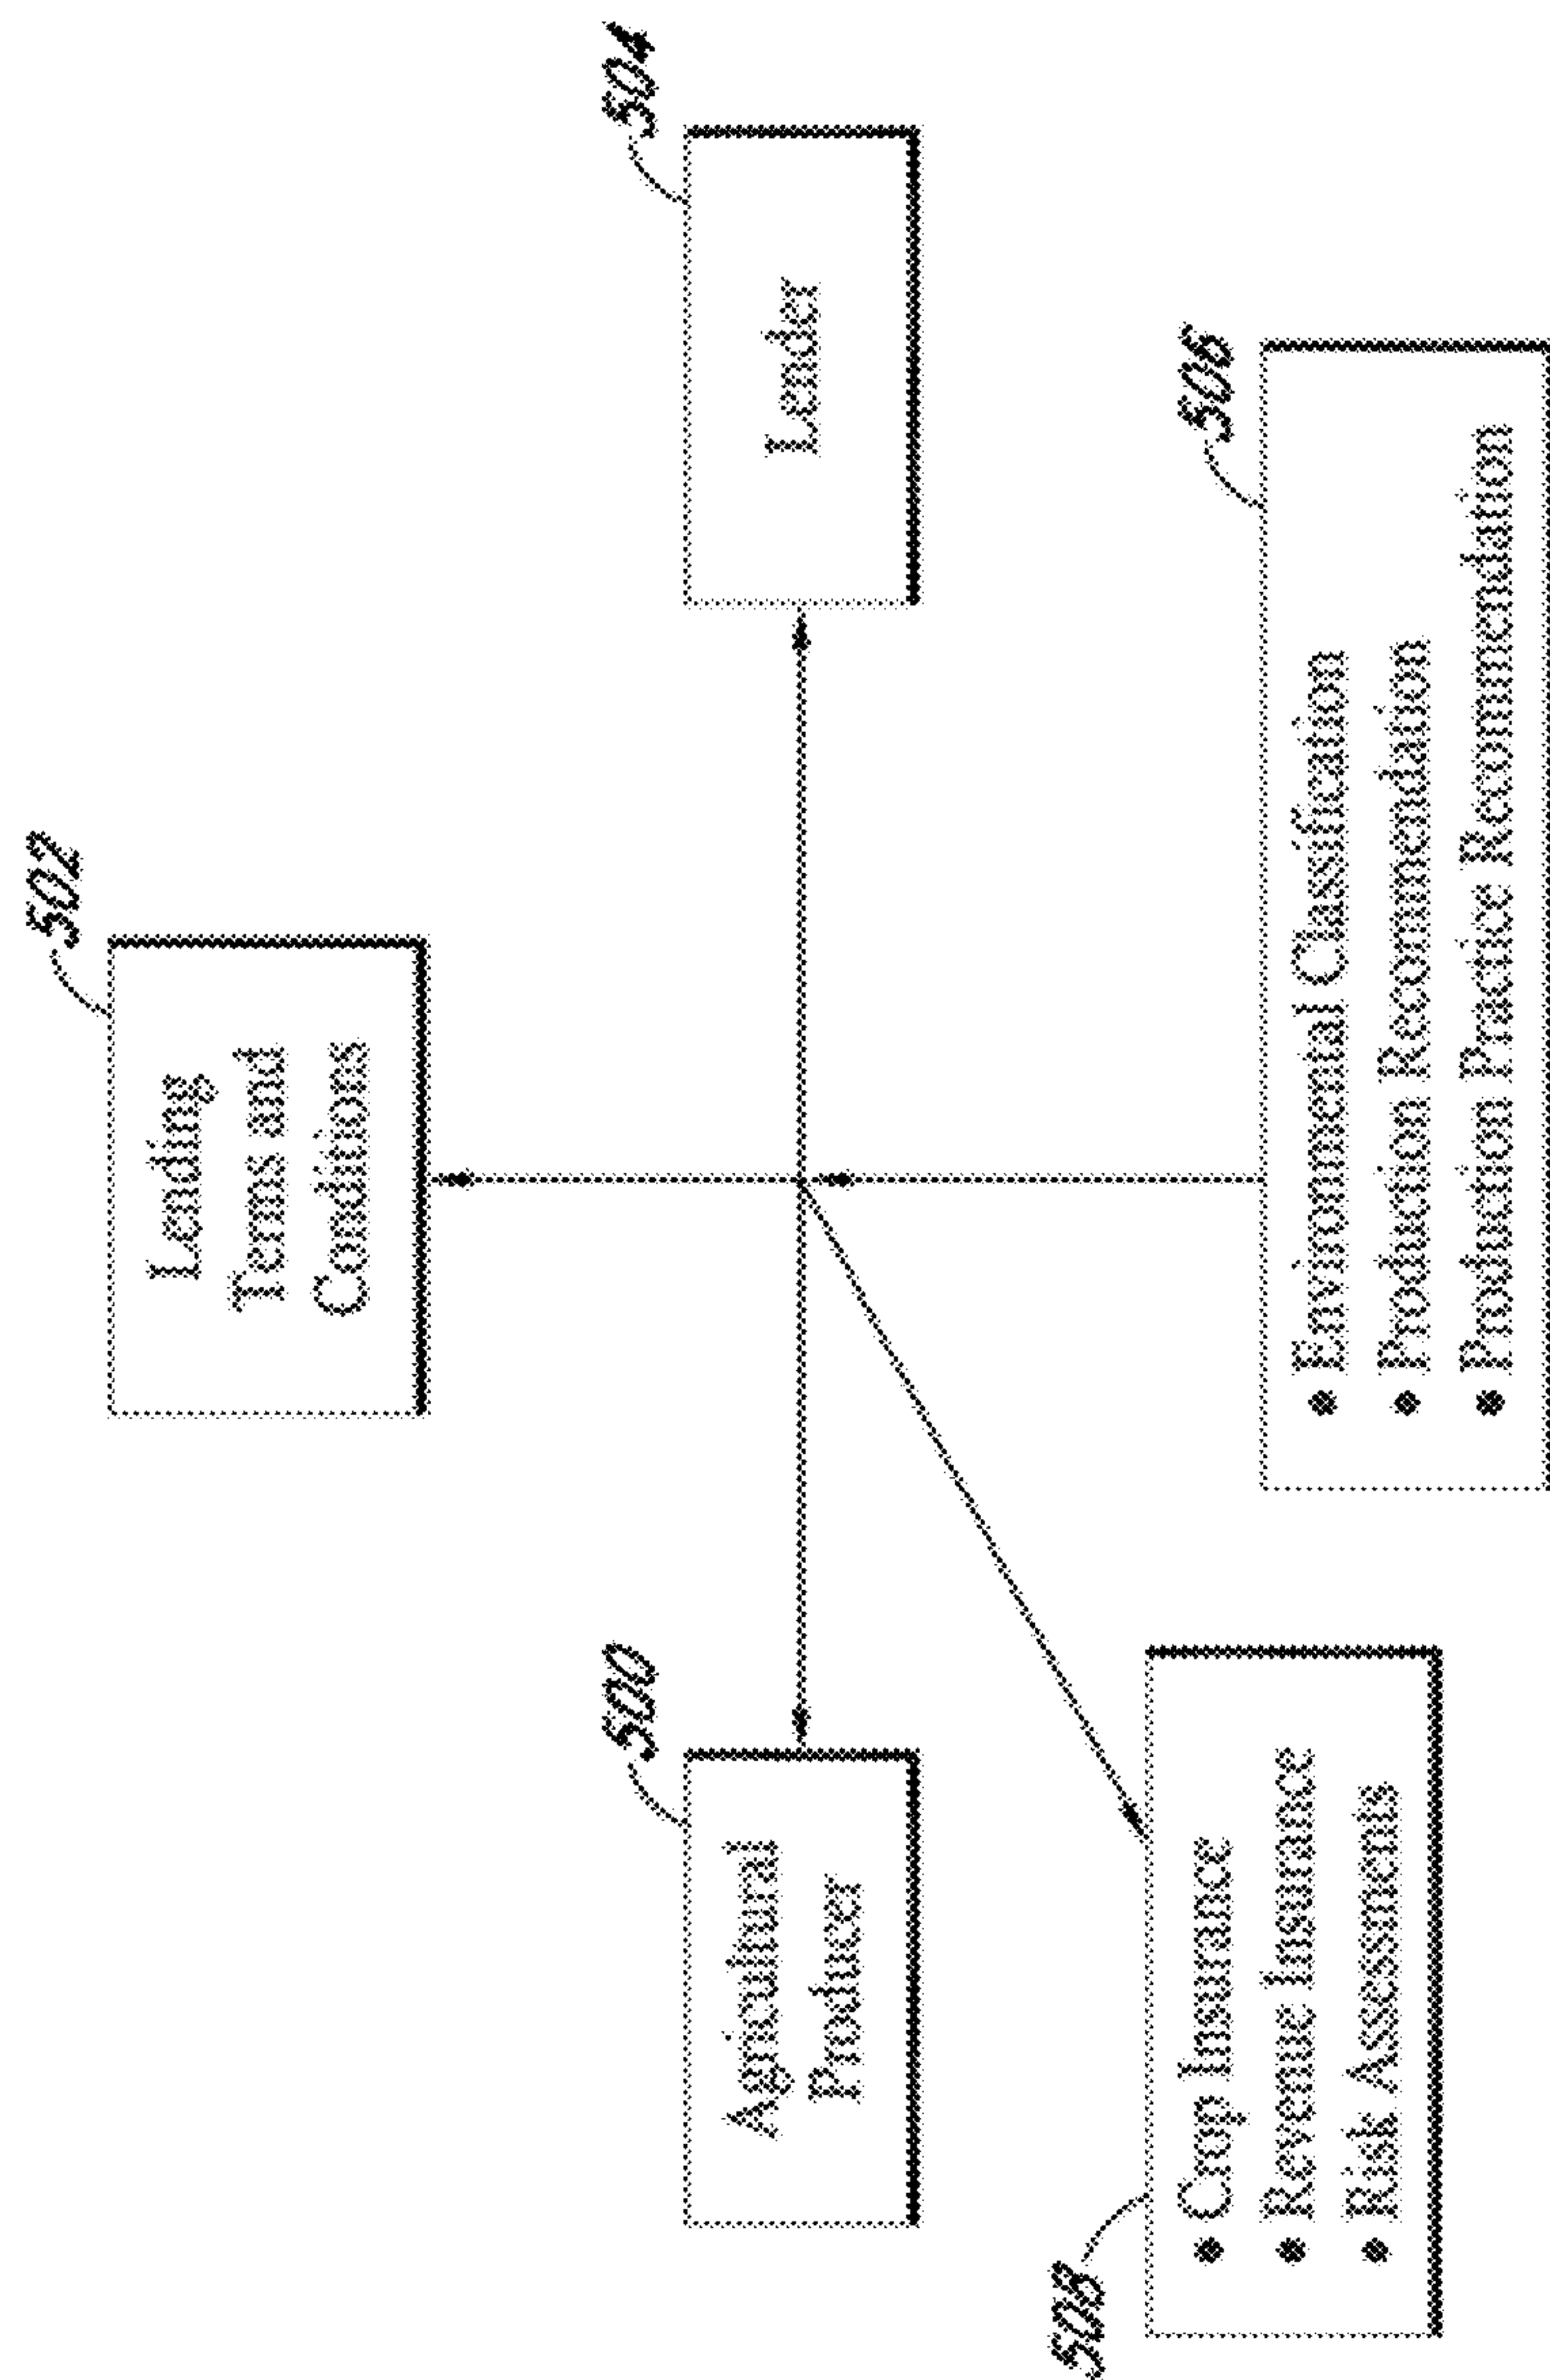 502
Lending
Terms and
Conditions
500
Agricultural
Producer
504
Lender
508
• Crop Insurance
• Revenue Insurance
• Risk Assessments
506
• Environmental Classification
• Production Recommendation
• Production Practice Recommendation